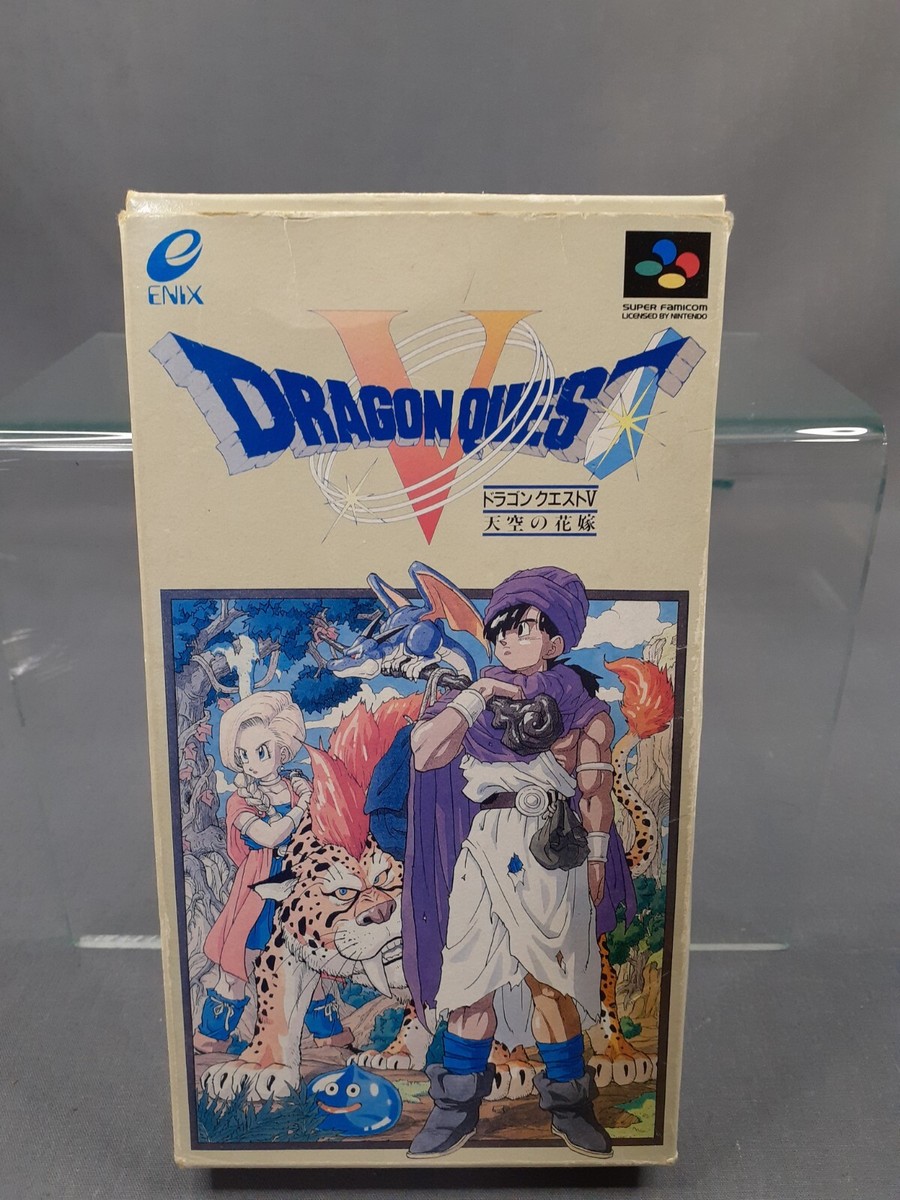 ENIX
SUPER FAMICOM
LICENSED BY NINTENDO
V
DRAGON QUEST
ドラゴンクエストV
天空の花嫁